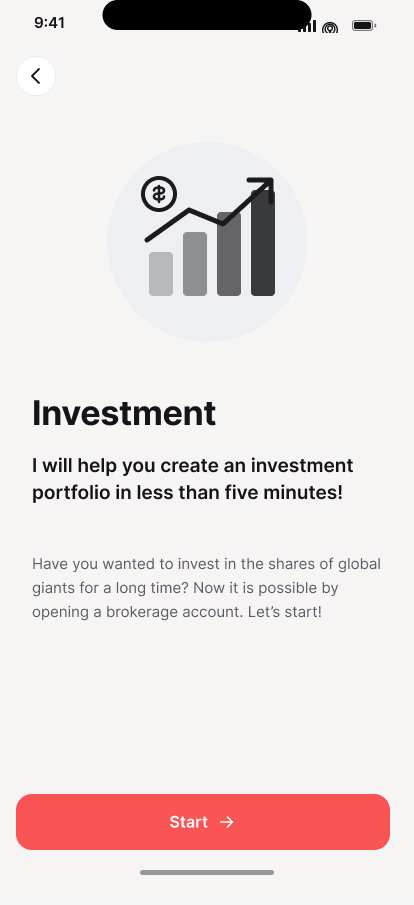 9:41
$
Investment
I will help you create an investment
portfolio in less than five minutes!
Have you wanted to invest in the shares of global
giants for a long time? Now it is possible by
opening a brokerage account. Let’s start!
Start →